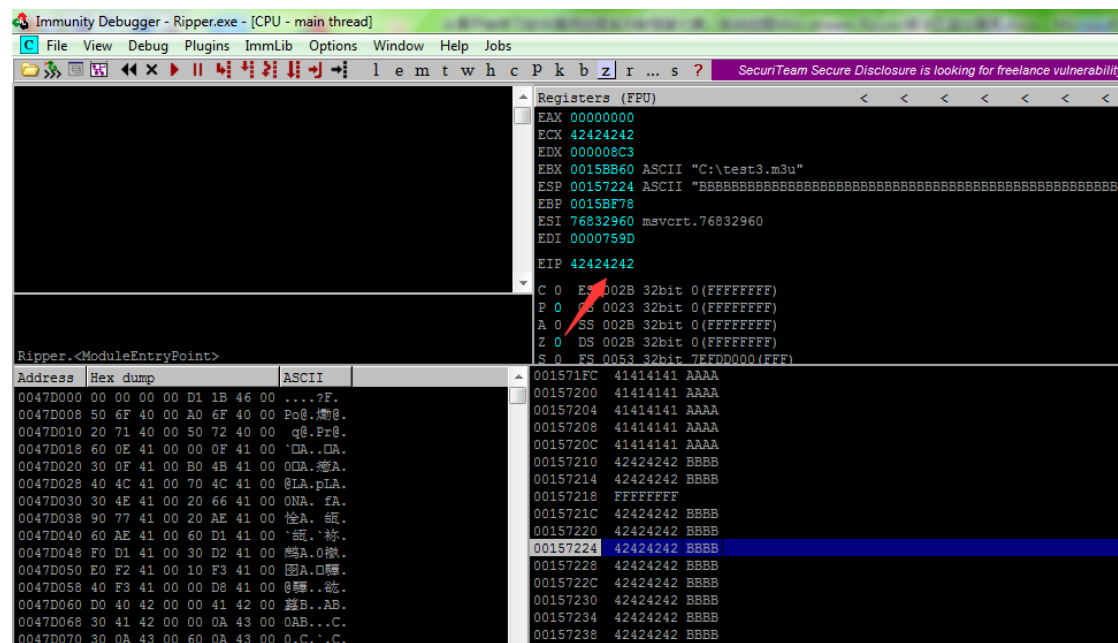 Immunity Debugger - Ripper.exe - [CPU - main thread]
C File View Debug Plugins ImmLib Options Window Help Jobs
l e m t w h c P k b z r ... s ? SecuriTeam Secure Disclosure is looking for freelance vulnerability
Registers (FPU) < < < < < < <
EAX 00000000
ECX 42424242
EDX 000008C3
EBX 0015BB60 ASCII "C:\test3.m3u"
ESP 00157224 ASCII "BBBBBBBBBBBBBBBBBBBBBBBBBBBBBBBBBBBBBBBBBBBBBBBBBBBBBB
EBP 0015BF78
ESI 76832960 msvcrt.76832960
EDI 0000759D
EIP 42424242
C 0 ES 002B 32bit 0(FFFFFFFF)
P 0 CS 0023 32bit 0(FFFFFFFF)
A 0 SS 002B 32bit 0(FFFFFFFF)
Z 0 DS 002B 32bit 0(FFFFFFFF)
S 0 FS 0053 32bit 7EFDD000(FFF)
Ripper.<ModuleEntryPoint>
Address Hex dump ASCII
0047D000 00 00 00 00 D1 1B 46 00 ....?F.
0047D008 50 6F 40 00 A0 6F 40 00 Po@.
0047D010 20 71 40 00 50 72 40 00 q@.Pr@.
0047D018 60 0E 41 00 00 0F 41 00 `□A..□A.
0047D020 30 0F 41 00 B0 4B 41 00 0□A.癒A.
0047D028 40 4C 41 00 70 4C 41 00 @LA.pLA.
0047D030 30 4E 41 00 20 66 41 00 0NA. fA.
0047D038 90 77 41 00 20 AE 41 00 恮A.
0047D040 60 AE 41 00 60 D1 41 00
0047D048 F0 D1 41 00 30 D2 41 00
0047D050 E0 F2 41 00 10 F3 41 00
0047D058 40 F3 41 00 00 D8 41 00
0047D060 D0 40 42 00 00 41 42 00 AB.
0047D068 30 41 42 00 00 0A 43 00 0AB...C.
0047D070 30 0A 43 00 60 0A 43 00 0.C.`.C.
001571FC 41414141 AAAA
00157200 41414141 AAAA
00157204 41414141 AAAA
00157208 41414141 AAAA
0015720C 41414141 AAAA
00157210 42424242 BBBB
00157214 42424242 BBBB
00157218 FFFFFFFF
0015721C 42424242 BBBB
00157220 42424242 BBBB
00157224 42424242 BBBB
00157228 42424242 BBBB
0015722C 42424242 BBBB
00157230 42424242 BBBB
00157234 42424242 BBBB
00157238 42424242 BBBB